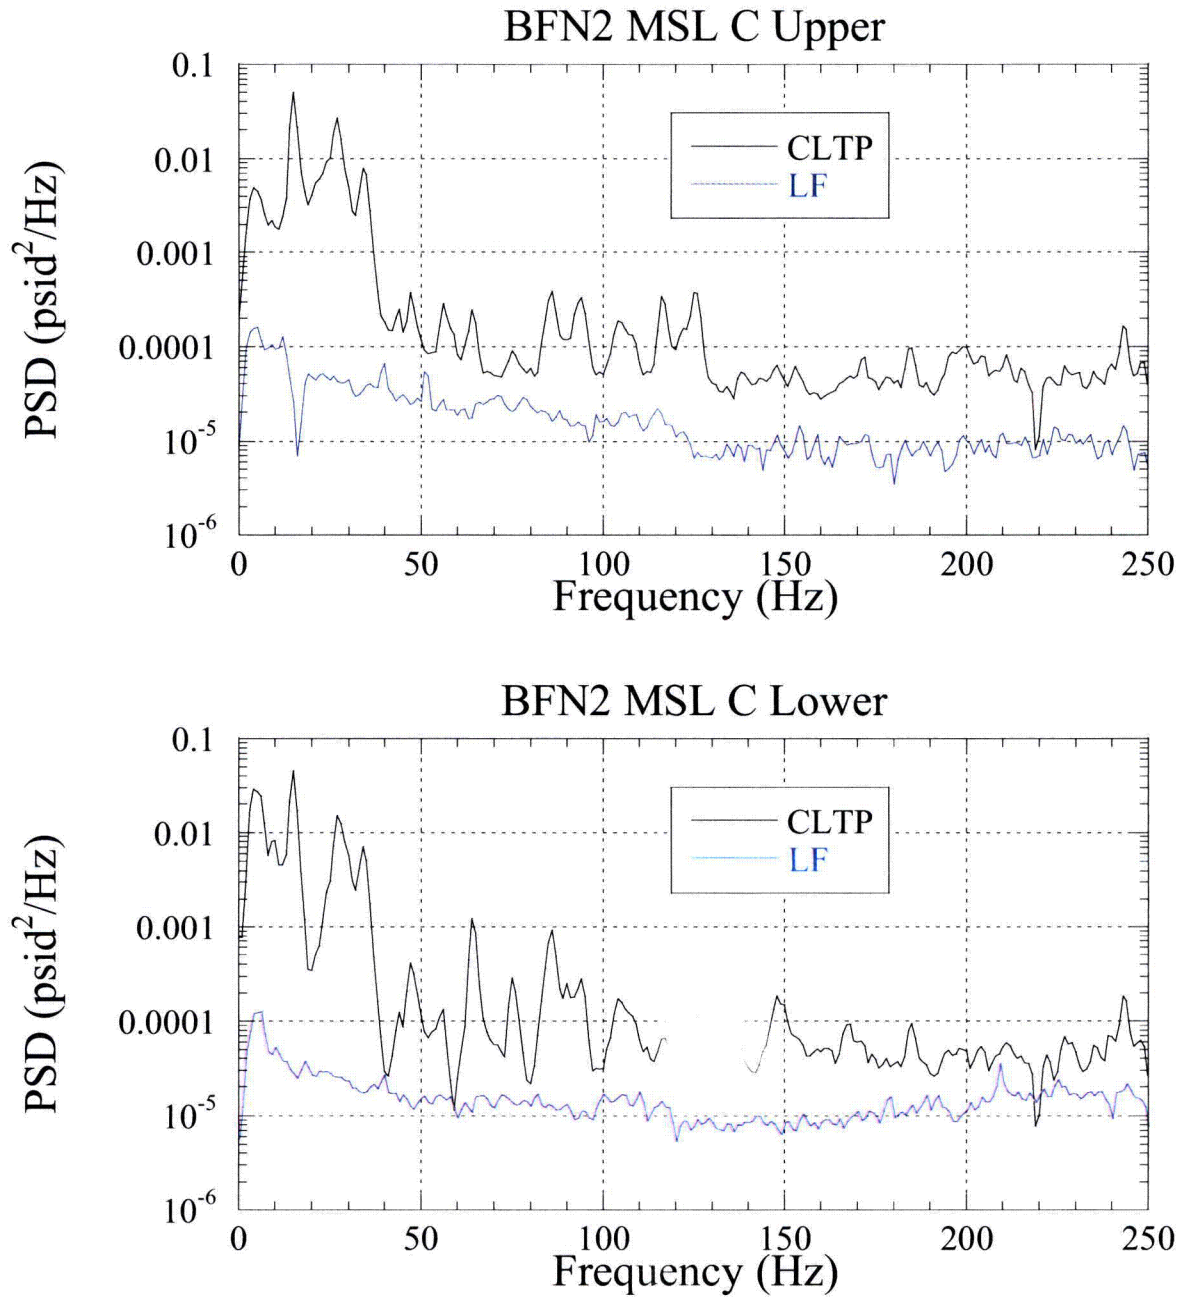 BFN2 MSL C Upper
PSD (psid²/Hz)
0.1
0.01
0.001
0.0001
10⁻⁵
10⁻⁶
CLTP
LF
0 50 100 150 200 250
Frequency (Hz)
BFN2 MSL C Lower
PSD (psid²/Hz)
0.1
0.01
0.001
0.0001
10⁻⁵
10⁻⁶
CLTP
LF
0 50 100 150 200 250
Frequency (Hz)